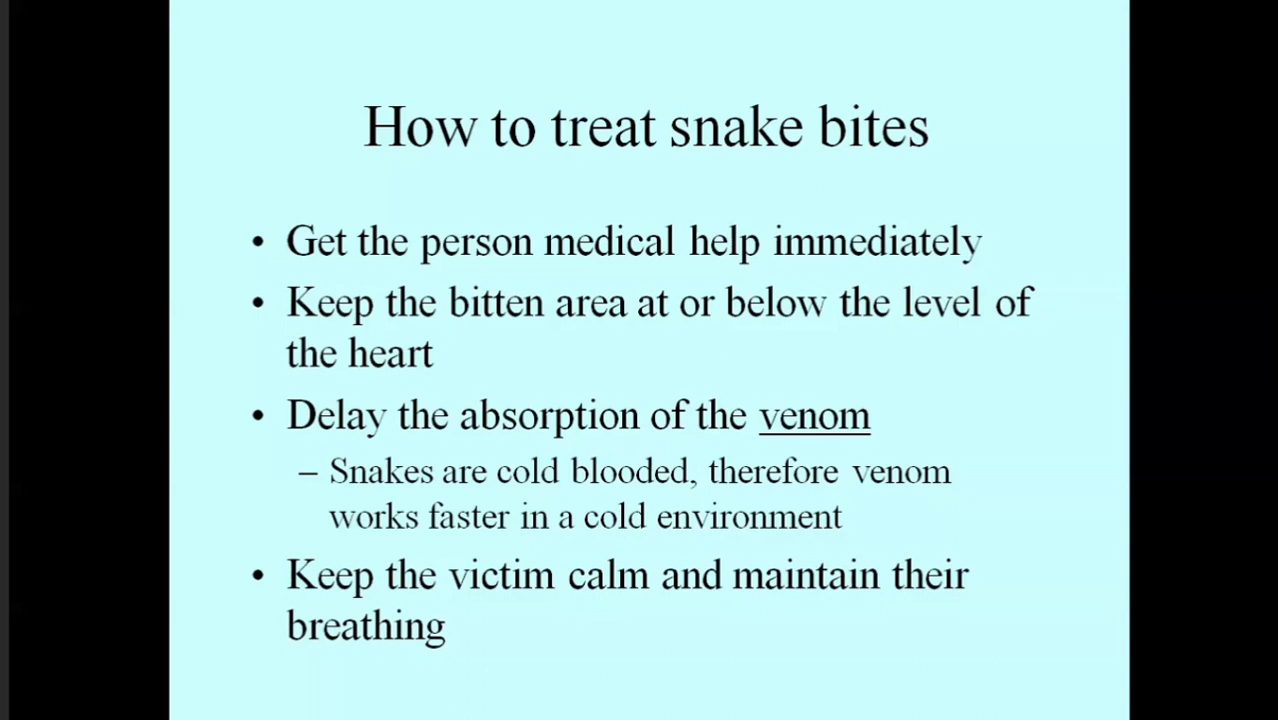 How to treat snake bites
• Get the person medical help immediately
• Keep the bitten area at or below the level of
the heart
• Delay the absorption of the venom
– Snakes are cold blooded, therefore venom
works faster in a cold environment
• Keep the victim calm and maintain their
breathing